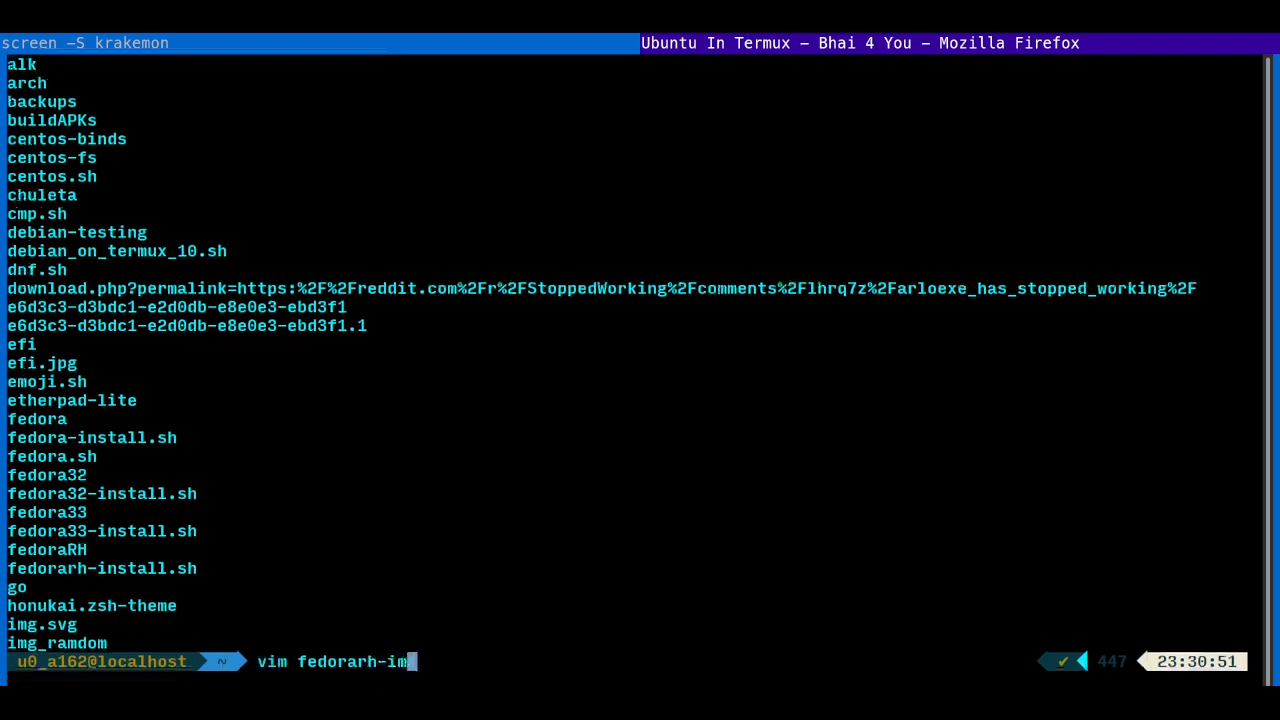 screen -S krakemon
Ubuntu In Termux – Bhai 4 You – Mozilla Firefox
alk
arch
backups
buildAPKs
centos-binds
centos-fs
centos.sh
chuleta
cmp.sh
debian-testing
debian_on_termux_10.sh
dnf.sh
download.php?permalink=https:%2F%2Freddit.com%2Fr%2FStoppedWorking%2Fcomments%2Flhrq7z%2Farloexe_has_stopped_working%2F
e6d3c3-d3bdc1-e2d0db-e8e0e3-ebd3f1
e6d3c3-d3bdc1-e2d0db-e8e0e3-ebd3f1.1
efi
efi.jpg
emoji.sh
etherpad-lite
fedora
fedora-install.sh
fedora.sh
fedora32
fedora32-install.sh
fedora33
fedora33-install.sh
fedoraRH
fedorarh-install.sh
go
honukai.zsh-theme
img.svg
img_ramdom
u0_a162@localhost ~ vim fedorarh-im ✔ 447 23:30:51